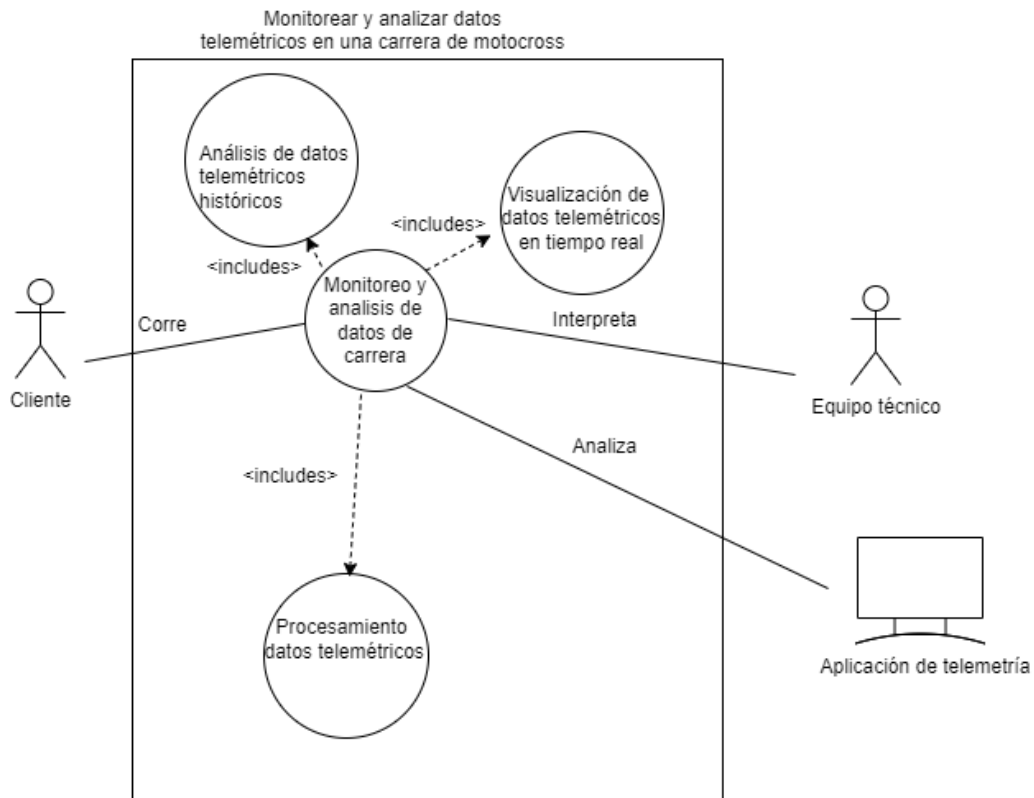 Monitorear y analizar datos
telemétricos en una carrera de motocross
Análisis de datos
telemétricos
históricos
Visualización de
datos telemétricos
en tiempo real
<includes>
<includes>
Monitoreo y
analisis de
datos de
carrera
Corre
Interpreta
Cliente
Equipo técnico
Analiza
<includes>
Procesamiento
datos telemétricos
Aplicación de telemetría